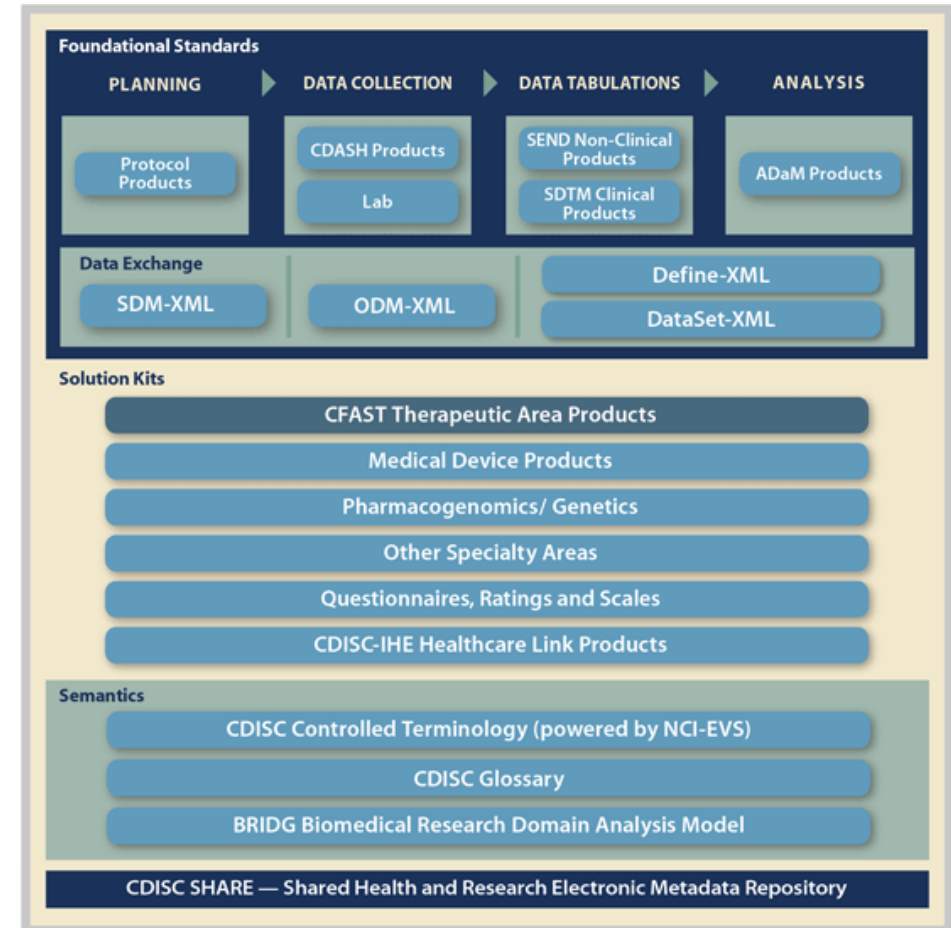 Foundational Standards
PLANNING
DATA COLLECTION
DATA TABULATIONS
ANALYSIS
Protocol
Products
CDASH Products
Lab
SEND Non-Clinical
Products
SDTM Clinical
Products
ADaM Products
Data Exchange
SDM-XML
ODM-XML
Define-XML
DataSet-XML
Solution Kits
CFAST Therapeutic Area Products
Medical Device Products
Pharmacogenomics/ Genetics
Other Specialty Areas
Questionnaires, Ratings and Scales
CDISC-IHE Healthcare Link Products
Semantics
CDISC Controlled Terminology (powered by NCI-EVS)
CDISC Glossary
BRIDG Biomedical Research Domain Analysis Model
CDISC SHARE — Shared Health and Research Electronic Metadata Repository